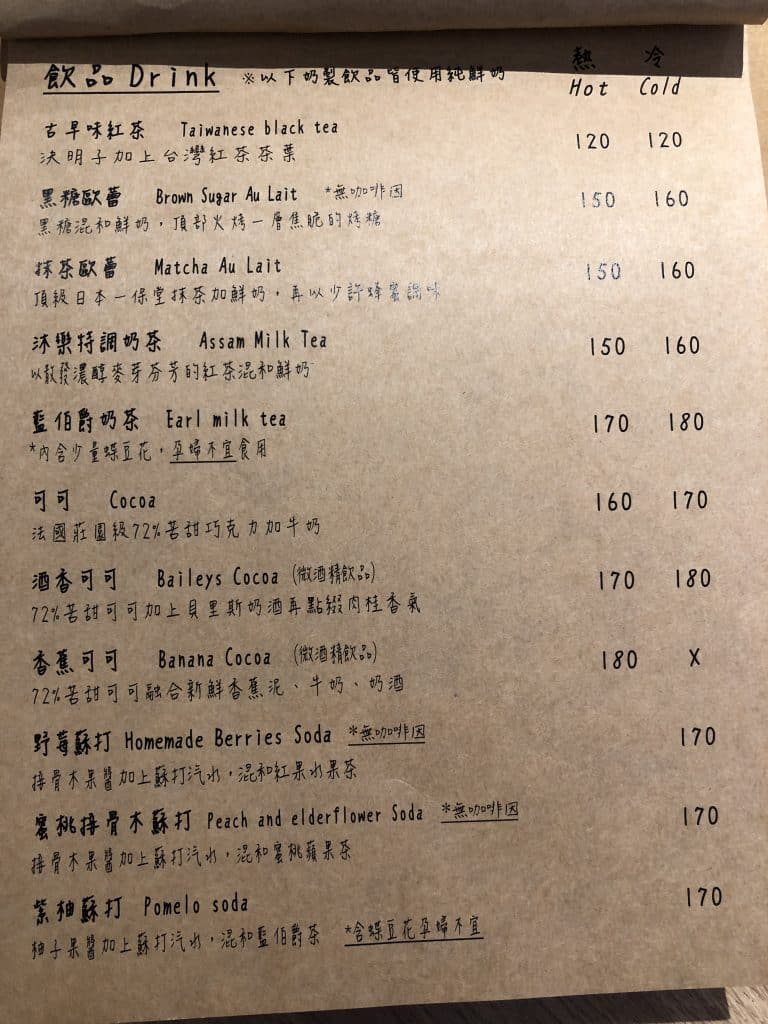 飲品 Drink ※以下奶製飲品皆使用純鮮奶 熱 冷
Hot Cold
古早味紅茶 Taiwanese black tea 120 120
決明子加上台灣紅茶茶葉
黑糖歐蕾 Brown Sugar Au Lait *無咖啡因 150 160
黑糖混和鮮奶，頂部火烤一層焦脆的烤糖
抹茶歐蕾 Matcha Au Lait 150 160
頂級日本一保堂抹茶加鮮奶，再以少許蜂蜜調味
沐樂特調奶茶 Assam Milk Tea 150 160
以散發濃醇麥芽芬芳的紅茶混和鮮奶
藍伯爵奶茶 Earl milk tea 170 180
*內含少量蝶豆花，孕婦不宜食用
可可 Cocoa 160 170
法國莊園級72%苦甜巧克力加牛奶
酒香可可 Baileys Cocoa (微酒精飲品) 170 180
72%苦甜可可加上貝里斯奶酒再點綴肉桂香氣
香蕉可可 Banana Cocoa (微酒精飲品) 180 X
72%苦甜可可融合新鮮香蕉泥、牛奶、奶酒
野莓蘇打 Homemade Berries Soda *無咖啡因 170
接骨木果醬加上蘇打汽水，混和紅果水果茶
蜜桃接骨木蘇打 Peach and elderflower Soda *無咖啡因 170
接骨木果醬加上蘇打汽水，混和蜜桃蘋果茶
紫柚蘇打 Pomelo soda 170
柚子果醬加上蘇打汽水，混和藍伯爵茶 *含蝶豆花孕婦不宜